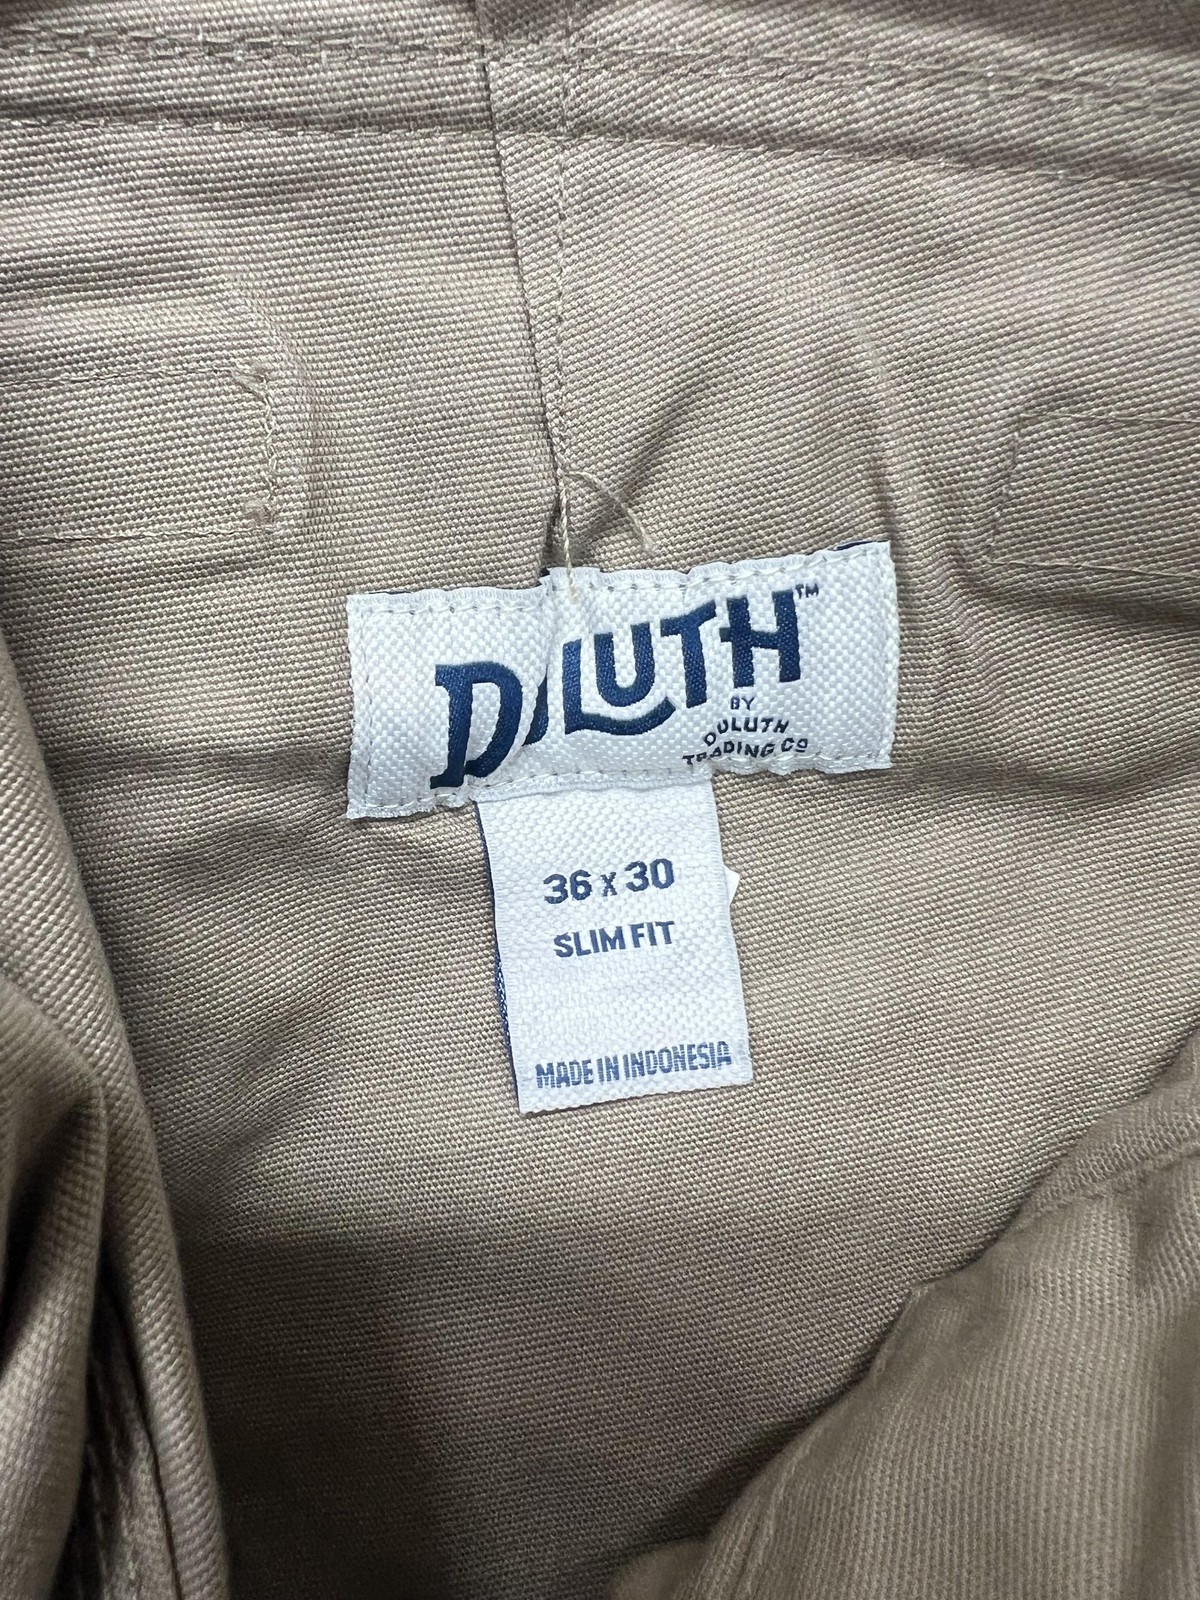 DULUTH™
BY
DULUTH
TRADING CO
36 x 30
SLIM FIT
MADE IN INDONESIA